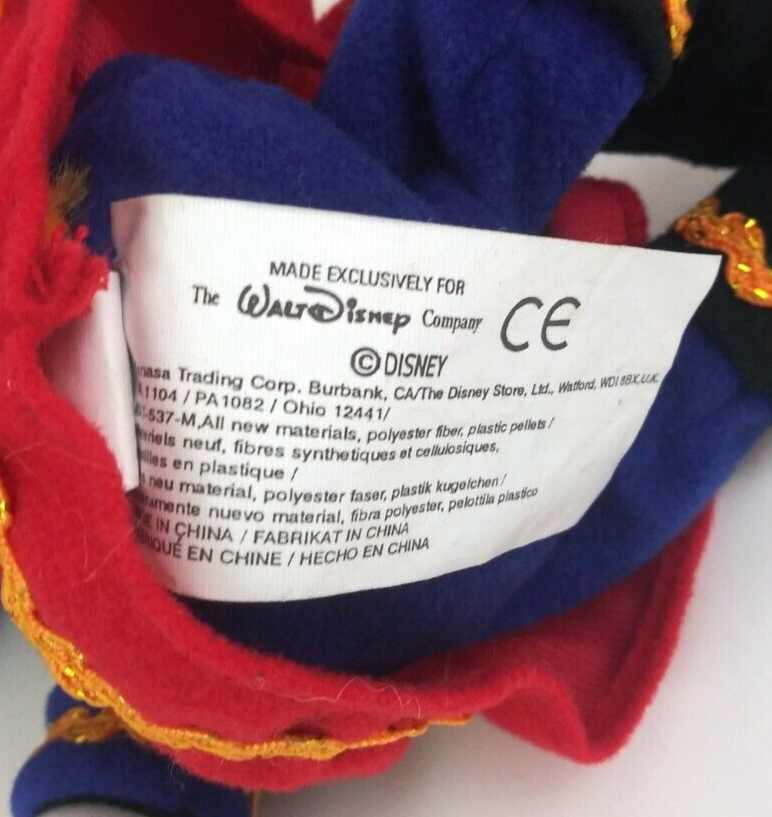 MADE EXCLUSIVELY FOR
The WALT DISNEP Company CE
© DISNEY
Trading Corp. Burbank, CA/The Disney Store, Ltd., Watford, WD1 8BX, U.K.
1104 / PA1082 / Ohio 12441/
-537-M,All new materials, polyester fiber, plastic pellets /
neuf, fibres synthetiques et cellulosiques,
en plastique /
neu material, polyester faser, plastik kugelchen /
nuevo material, fibra polyester, pelottila plastico
IN CHINA / FABRIKAT IN CHINA
EN CHINE / HECHO EN CHINA